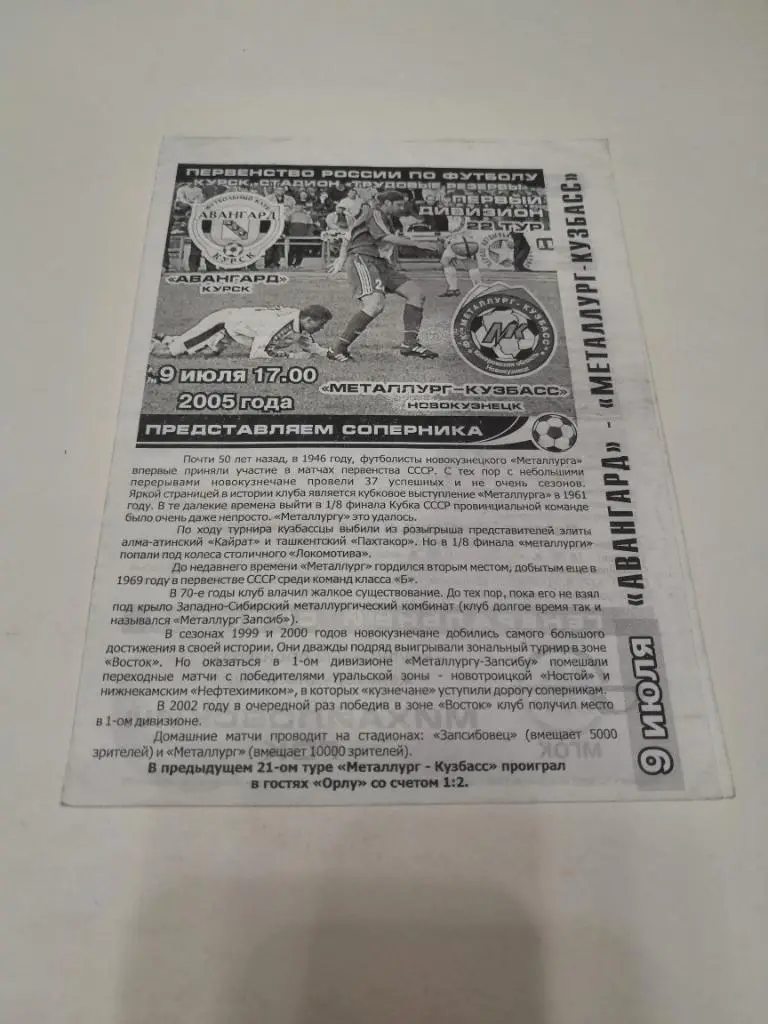 ПЕРВЕНСТВО РОССИИ ПО ФУТБОЛУ
КУРСК СТАДИОН "ТРУДОВЫЕ РЕЗЕРВЫ"
ПЕРВЫЙ
ДИВИЗИОН
22 ТУР
ФУТБОЛЬНЫЙ КЛУБ
АВАНГАРД
КУРСК
«АВАНГАРД»
КУРСК
ФК "МЕТАЛЛУРГ-КУЗБАСС"
МК
Кемеровская область
Новокузнецк
9 ИЮЛЯ 17.00
2005 года
«МЕТАЛЛУРГ-КУЗБАСС»
НОВОКУЗНЕЦК
ПРЕДСТАВЛЯЕМ СОПЕРНИКА
Почти 50 лет назад, в 1946 году, футболисты новокузнецкого «Металлурга»
впервые приняли участие в матчах первенства СССР. С тех пор с небольшими
перерывами новокузнечане провели 37 успешных и не очень сезонов.
Яркой страницей в истории клуба является кубковое выступление «Металлурга» в 1961
году. В те далекие времена выйти в 1/8 финала Кубка СССР провинциальной команде
было очень даже непросто. «Металлургу» это удалось.
По ходу турнира кузбассцы выбили из розыгрыша представителей элиты
алма-атинский «Кайрат» и ташкентский «Пахтакор». Но в 1/8 финала «металлурги»
попали под колеса столичного «Локомотива».
До недавнего времени «Металлург» гордился вторым местом, добытым еще в
1969 году в первенстве СССР среди команд класса «Б».
В 70-е годы клуб влачил жалкое существование. До тех пор, пока его не взял
под крыло Западно-Сибирский металлургический комбинат (клуб долгое время так и
назывался «Металлург Запсиб»).
В сезонах 1999 и 2000 годов новокузнечане добились самого большого
достижения в своей истории. Они дважды подряд выигрывали зональный турнир в зоне
«Восток». Но оказаться в 1-ом дивизионе «Металлургу-Запсибу» помешали
переходные матчи с победителями уральской зоны - новотроицкой «Ностой» и
нижнекамским «Нефтехимиком», в которых «кузнечане» уступили дорогу соперникам.
В 2002 году в очередной раз победив в зоне «Восток» клуб получил место
в 1-ом дивизионе.
Домашние матчи проводит на стадионах: «Запсибовец» (вмещает 5000
зрителей) и «Металлург» (вмещает 10000 зрителей).
В предыдущем 21-ом туре «Металлург - Кузбасс» проиграл
в гостях «Орлу» со счетом 1:2.
9 ИЮЛЯ «АВАНГАРД» - «МЕТАЛЛУРГ-КУЗБАСС»